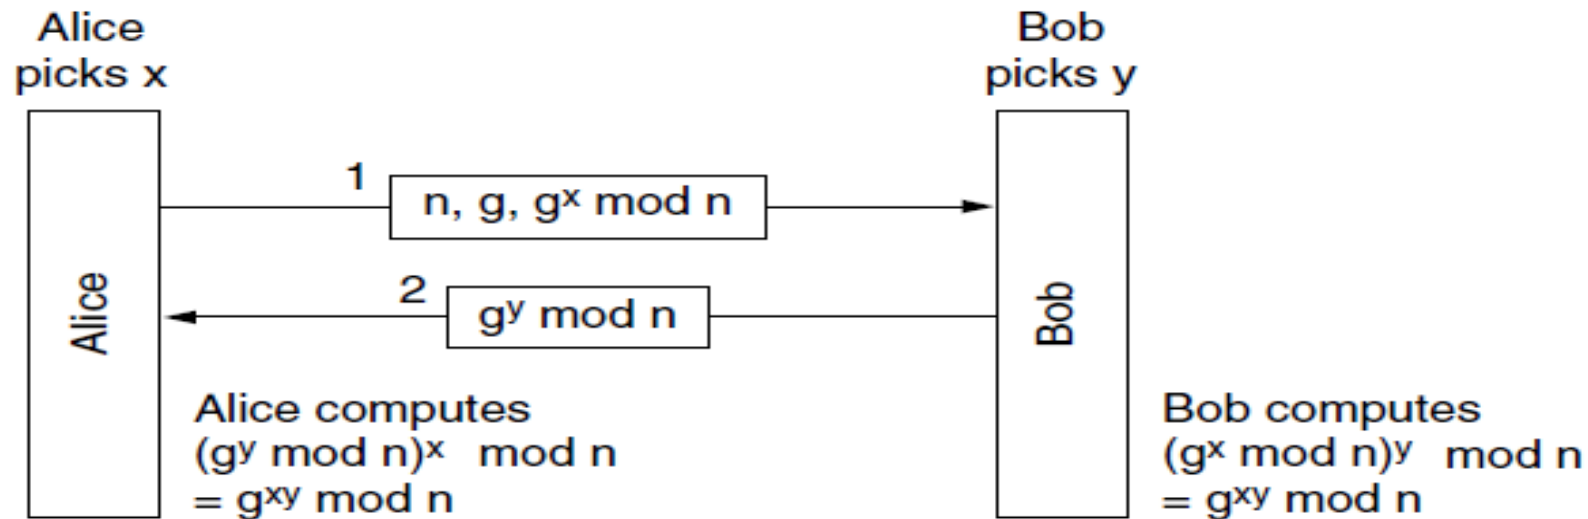 Alice
picks x
Bob
picks y
1
n, g, gˣ mod n
2
gʸ mod n
Alice
Bob
Alice computes
(gʸ mod n)ˣ mod n
= gˣʸ mod n
Bob computes
(gˣ mod n)ʸ mod n
= gˣʸ mod n